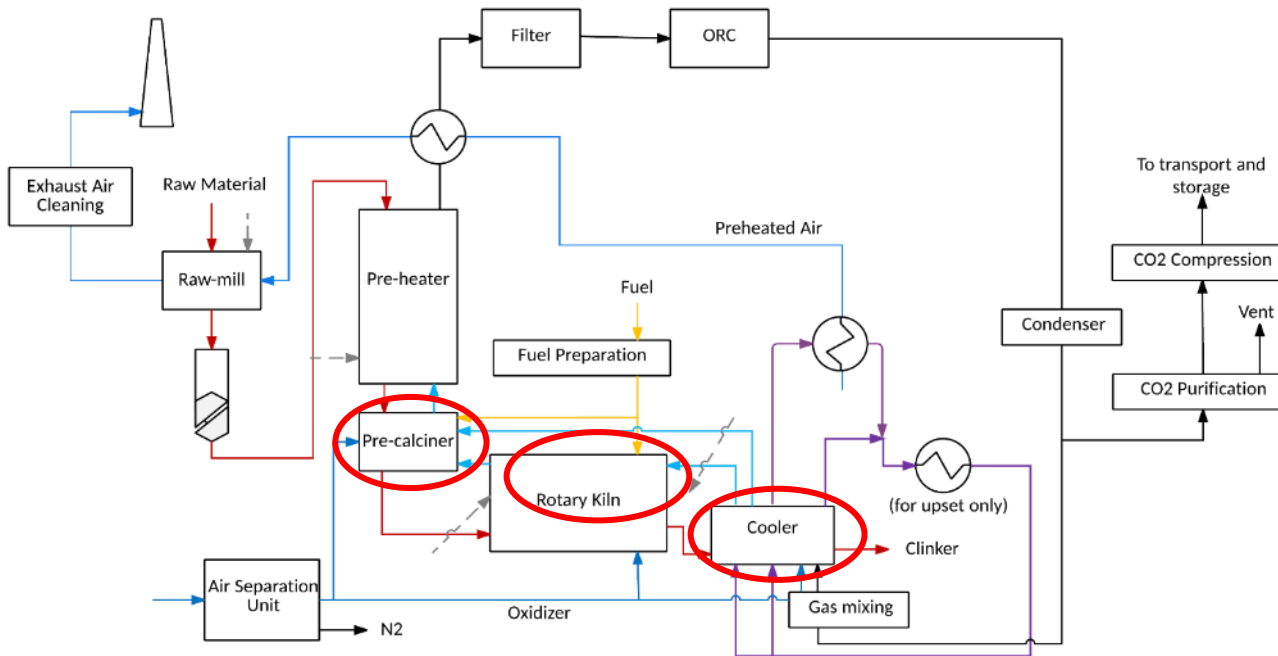 Filter
ORC
Exhaust Air
Cleaning
Raw Material
To transport and
storage
Preheated Air
Raw-mill
Pre-heater
CO2 Compression
Fuel
Vent
Condenser
Fuel Preparation
CO2 Purification
Pre-calciner
Rotary Kiln
(for upset only)
Cooler
Clinker
Air Separation
Unit
Oxidizer
Gas mixing
N2